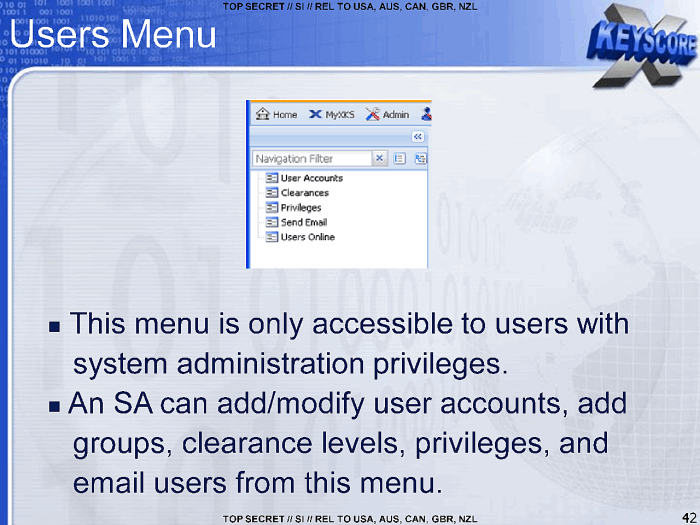 TOP SECRET // SI // REL TO USA, AUS, CAN, GBR, NZL
Users Menu
XKEYSCORE
Home MyXKS Admin
Navigation Filter
User Accounts
Clearances
Privileges
Send Email
Users Online
This menu is only accessible to users with
system administration privileges.
An SA can add/modify user accounts, add
groups, clearance levels, privileges, and
email users from this menu.
TOP SECRET // SI // REL TO USA, AUS, CAN, GBR, NZL
42